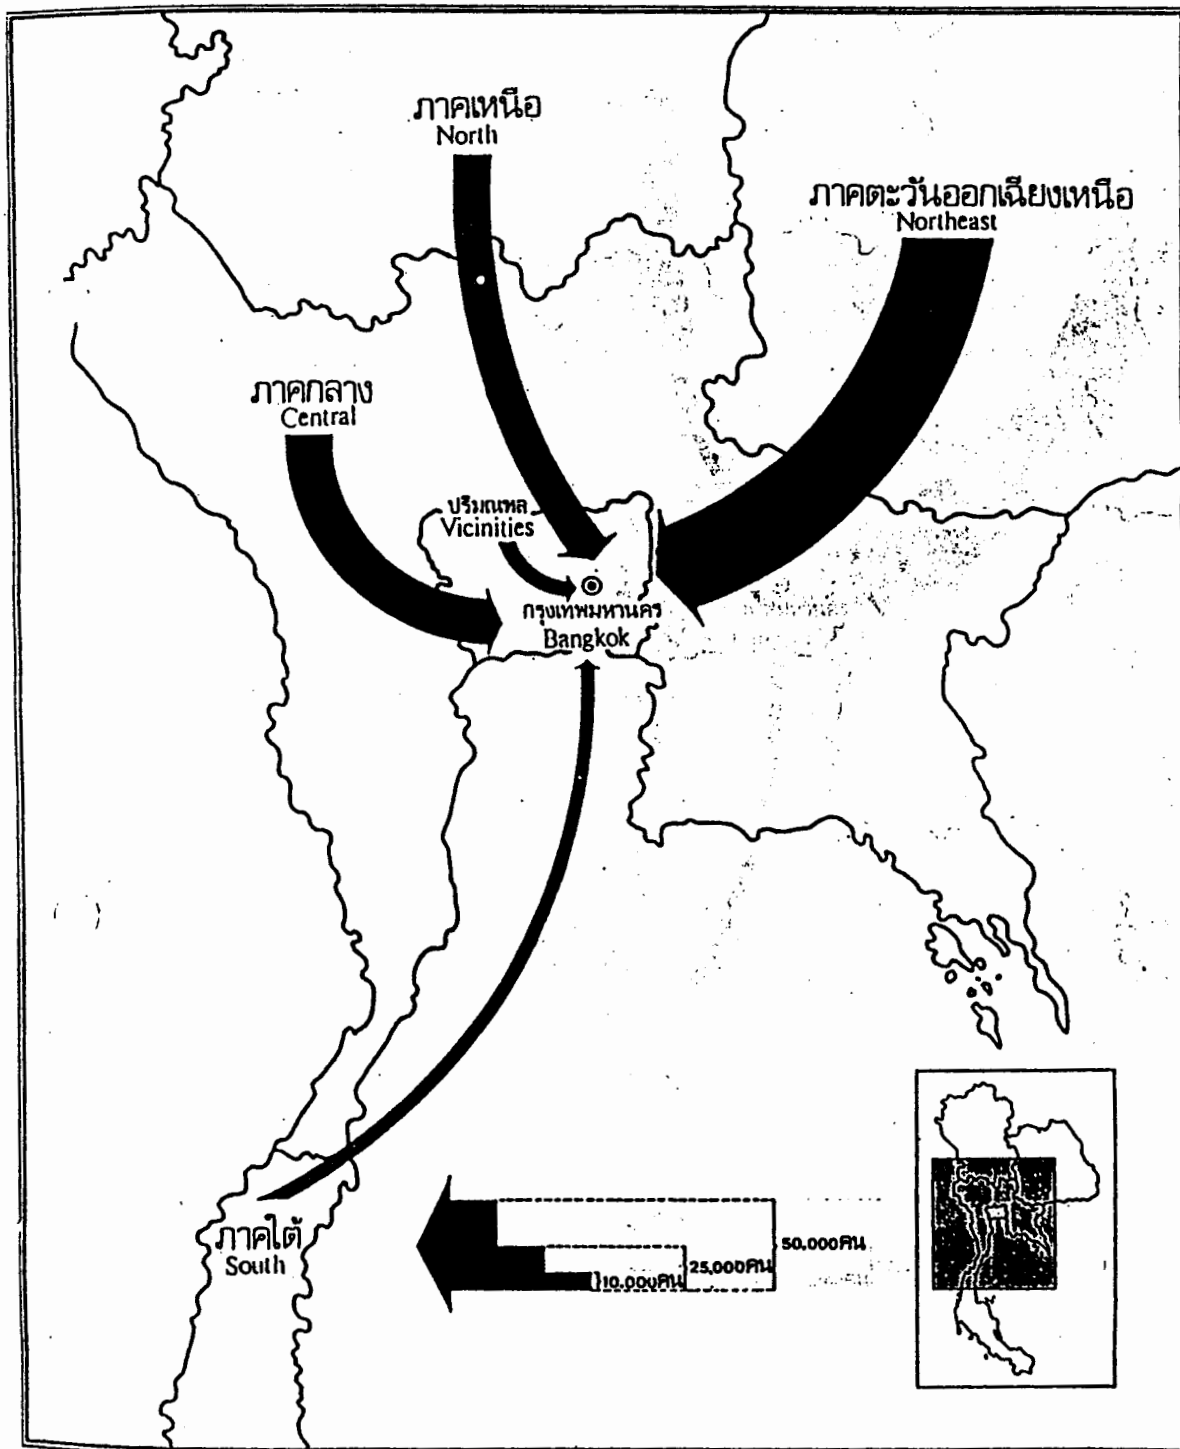 ภาคเหนือ
North
ภาคตะวันออกเฉียงเหนือ
Northeast
ภาคกลาง
Central
ปริมณฑล
Vicinities
กรุงเทพมหานคร
Bangkok
ภาคใต้
South
50.000คน
25,000คน
10.000คน